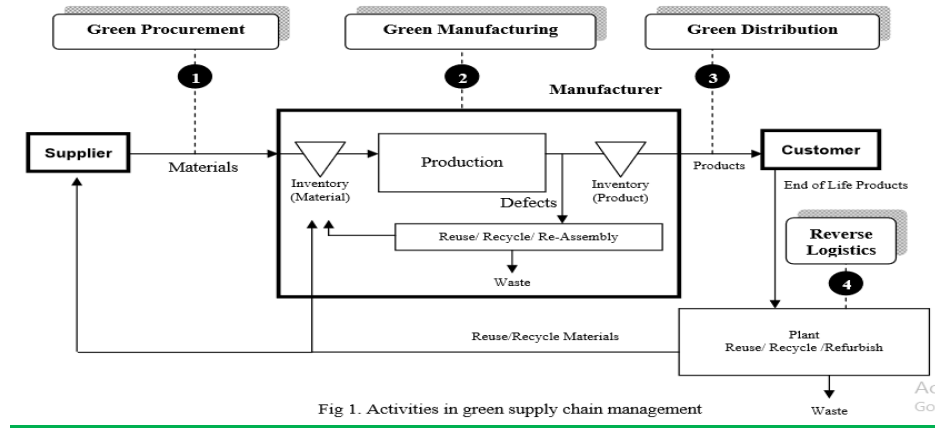 Green Procurement
Green Manufacturing
Green Distribution
1
2
3
Manufacturer
Supplier
Materials
Inventory
(Material)
Production
Defects
Inventory
(Product)
Products
Customer
End of Life Products
Reuse/ Recycle/ Re-Assembly
Waste
Reverse
Logistics
4
Reuse/Recycle Materials
Plant
Reuse/ Recycle /Refurbish
Waste
Fig 1. Activities in green supply chain management